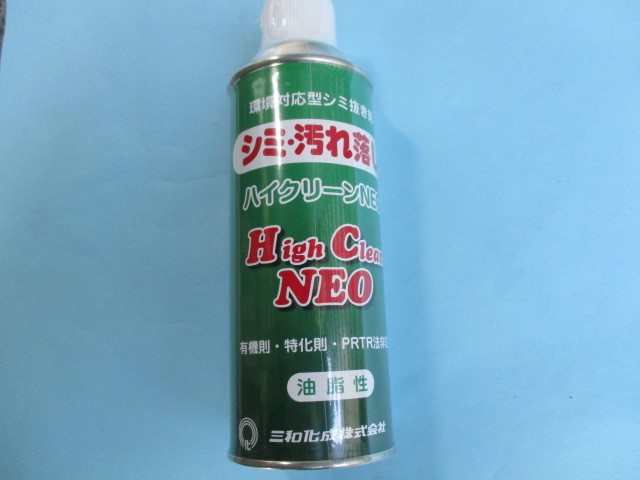 環境対応型シミ抜き
シミ・汚れ落
ハイクリーンNE
High Clea
NEO
有機則・特化則・PRTR法
油脂性
化
三和化成株式会社